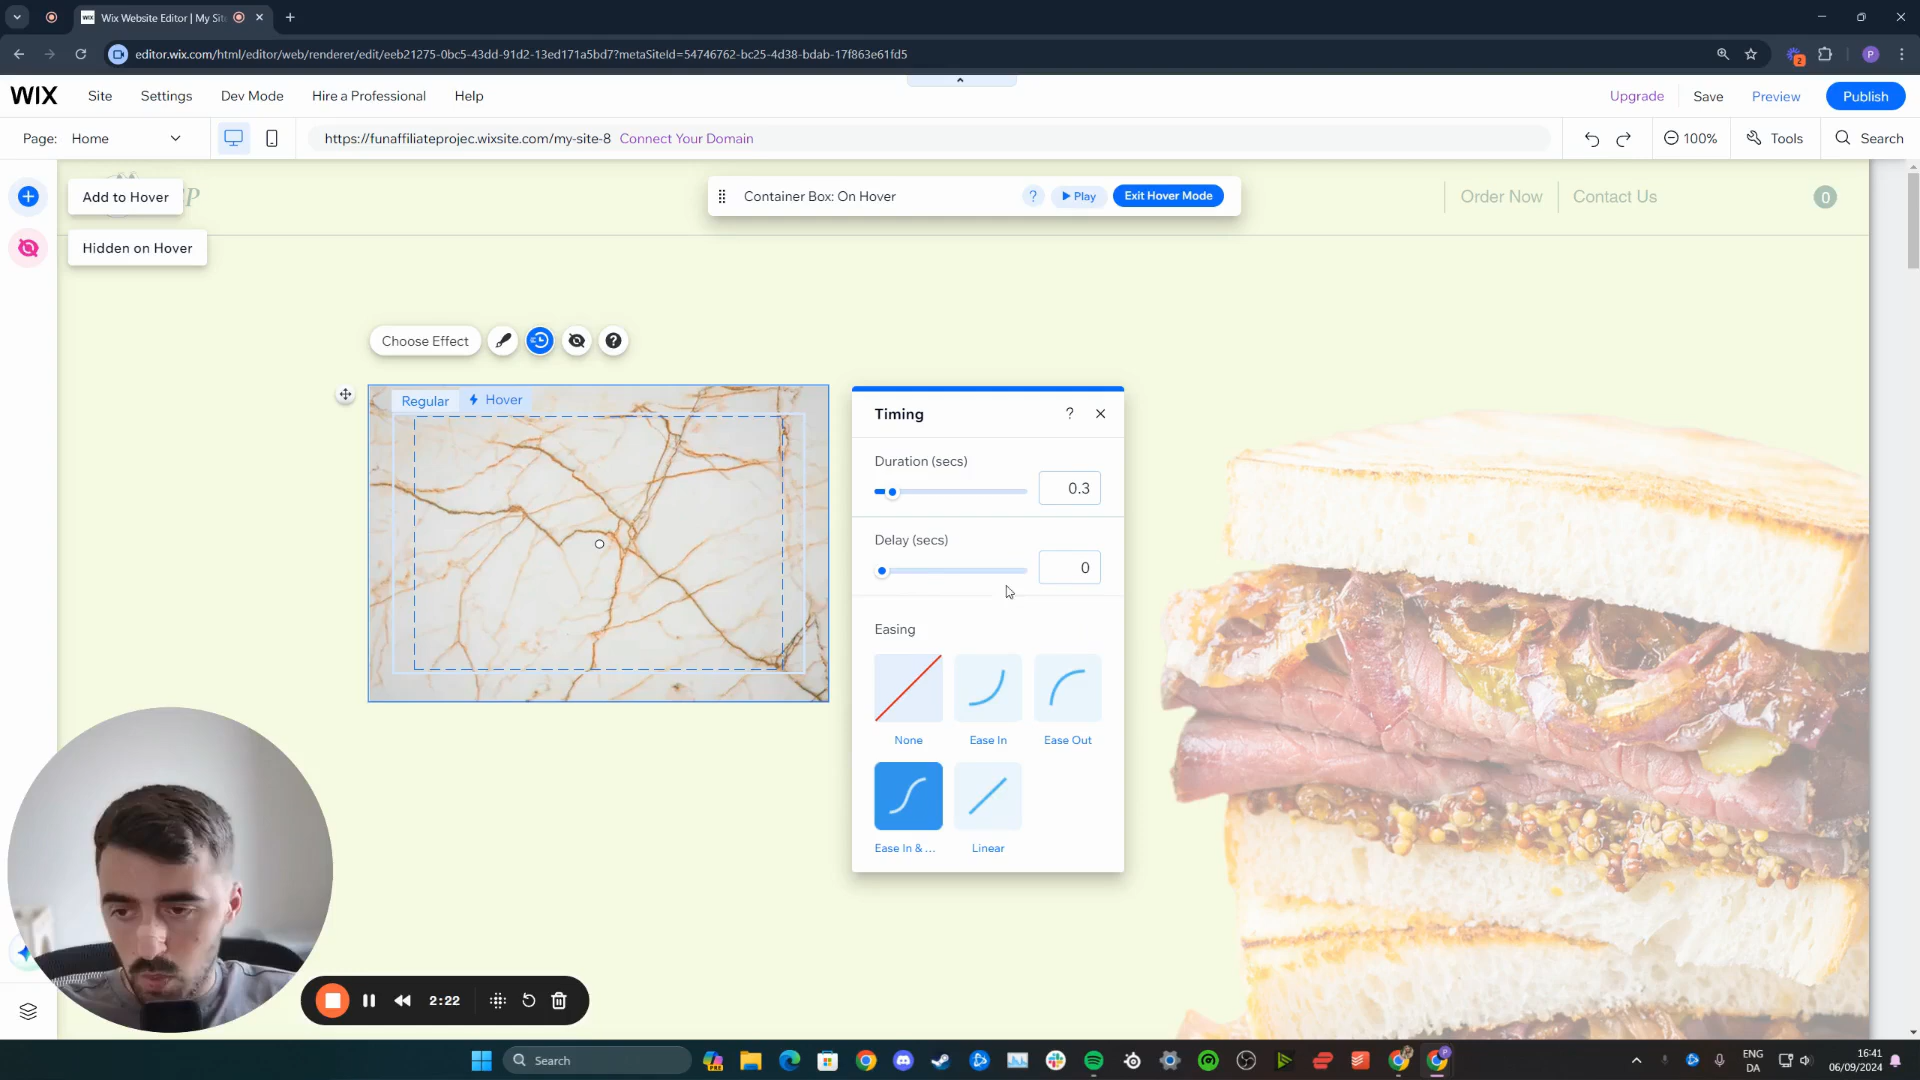 Wix Website Editor | My Sit
editor.wix.com/html/editor/web/renderer/edit/eeb21275-0bc5-43dd-91d2-13ed171a5bd7?metaSiteId=54746762-bc25-4d38-bdab-17f863e61fd5
2
P
WIX
Site
Settings
Dev Mode
Hire a Professional
Help
Upgrade
Save
Preview
Publish
Page: Home
https://funaffiliateprojec.wixsite.com/my-site-8 Connect Your Domain
100%
Tools
Search
Add to Hover
Container Box: On Hover
?
Play
Exit Hover Mode
Order Now
Contact Us
0
Hidden on Hover
Choose Effect
?
Regular
Hover
Timing
?
Duration (secs)
0.3
Delay (secs)
0
Easing
None
Ease In
Ease Out
Ease In & ...
Linear
2:22
Search
ENG
DA
16:41
06/09/2024